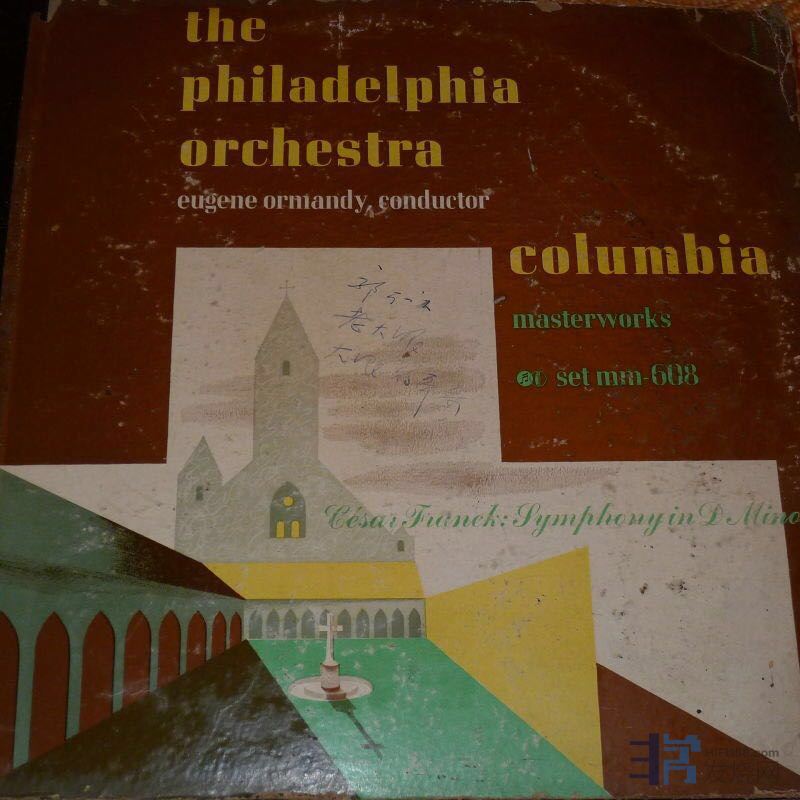 the
philadelphia
orchestra
eugene ormandy, conductor
columbia
masterworks
set mm-608
César Franck: Symphony in D Mino